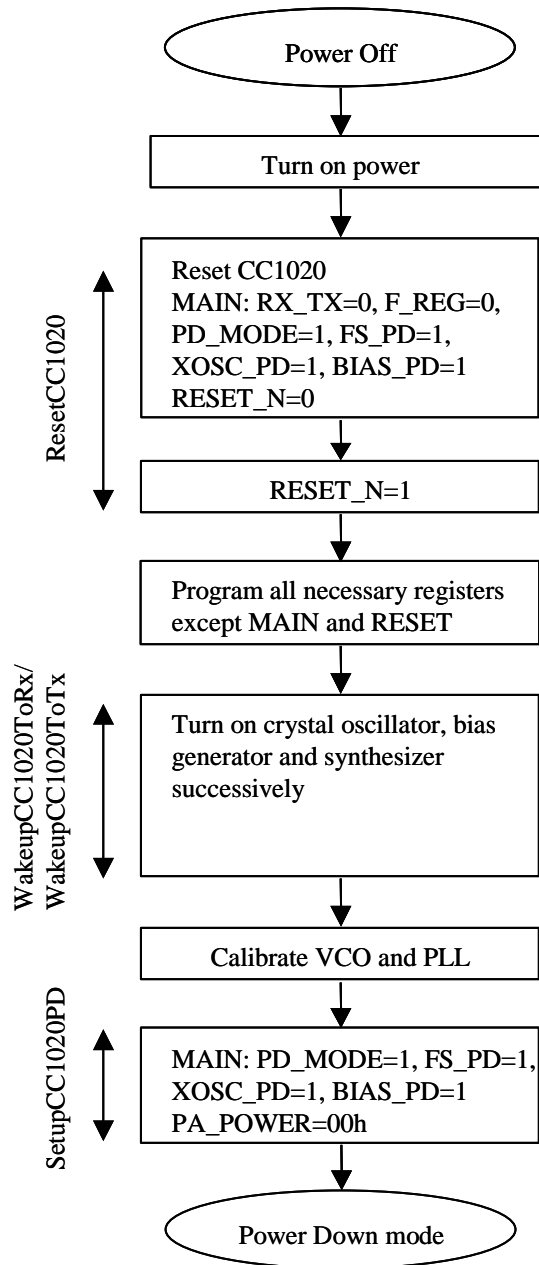 Power Off
Turn on power
ResetCC1020
Reset CC1020
MAIN: RX_TX=0, F_REG=0,
PD_MODE=1, FS_PD=1,
XOSC_PD=1, BIAS_PD=1
RESET_N=0
RESET_N=1
Program all necessary registers
except MAIN and RESET
WakeupCC1020ToRx/
WakeupCC1020ToTx
Turn on crystal oscillator, bias
generator and synthesizer
successively
Calibrate VCO and PLL
SetupCC1020PD
MAIN: PD_MODE=1, FS_PD=1,
XOSC_PD=1, BIAS_PD=1
PA_POWER=00h
Power Down mode